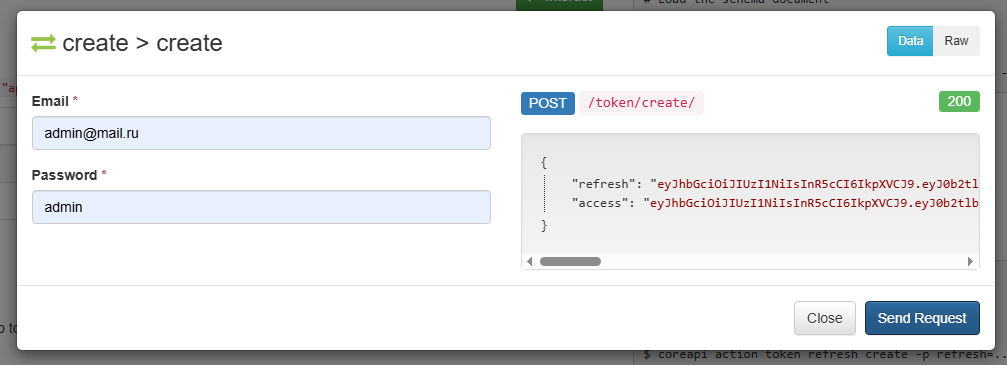 # Load the schema document
create > create
Data
Raw
"ap
Email *
admin@mail.ru
Password *
admin
POST
/token/create/
200
{
"refresh": "eyJhbGciOiJIUzI1NiIsInR5cCI6IkpXVCJ9.eyJ0b2tl
"access": "eyJhbGciOiJIUzI1NiIsInR5cCI6IkpXVCJ9.eyJ0b2tlb
}
Close
Send Request
o to
$ coreapi action token refresh create -p refresh=..